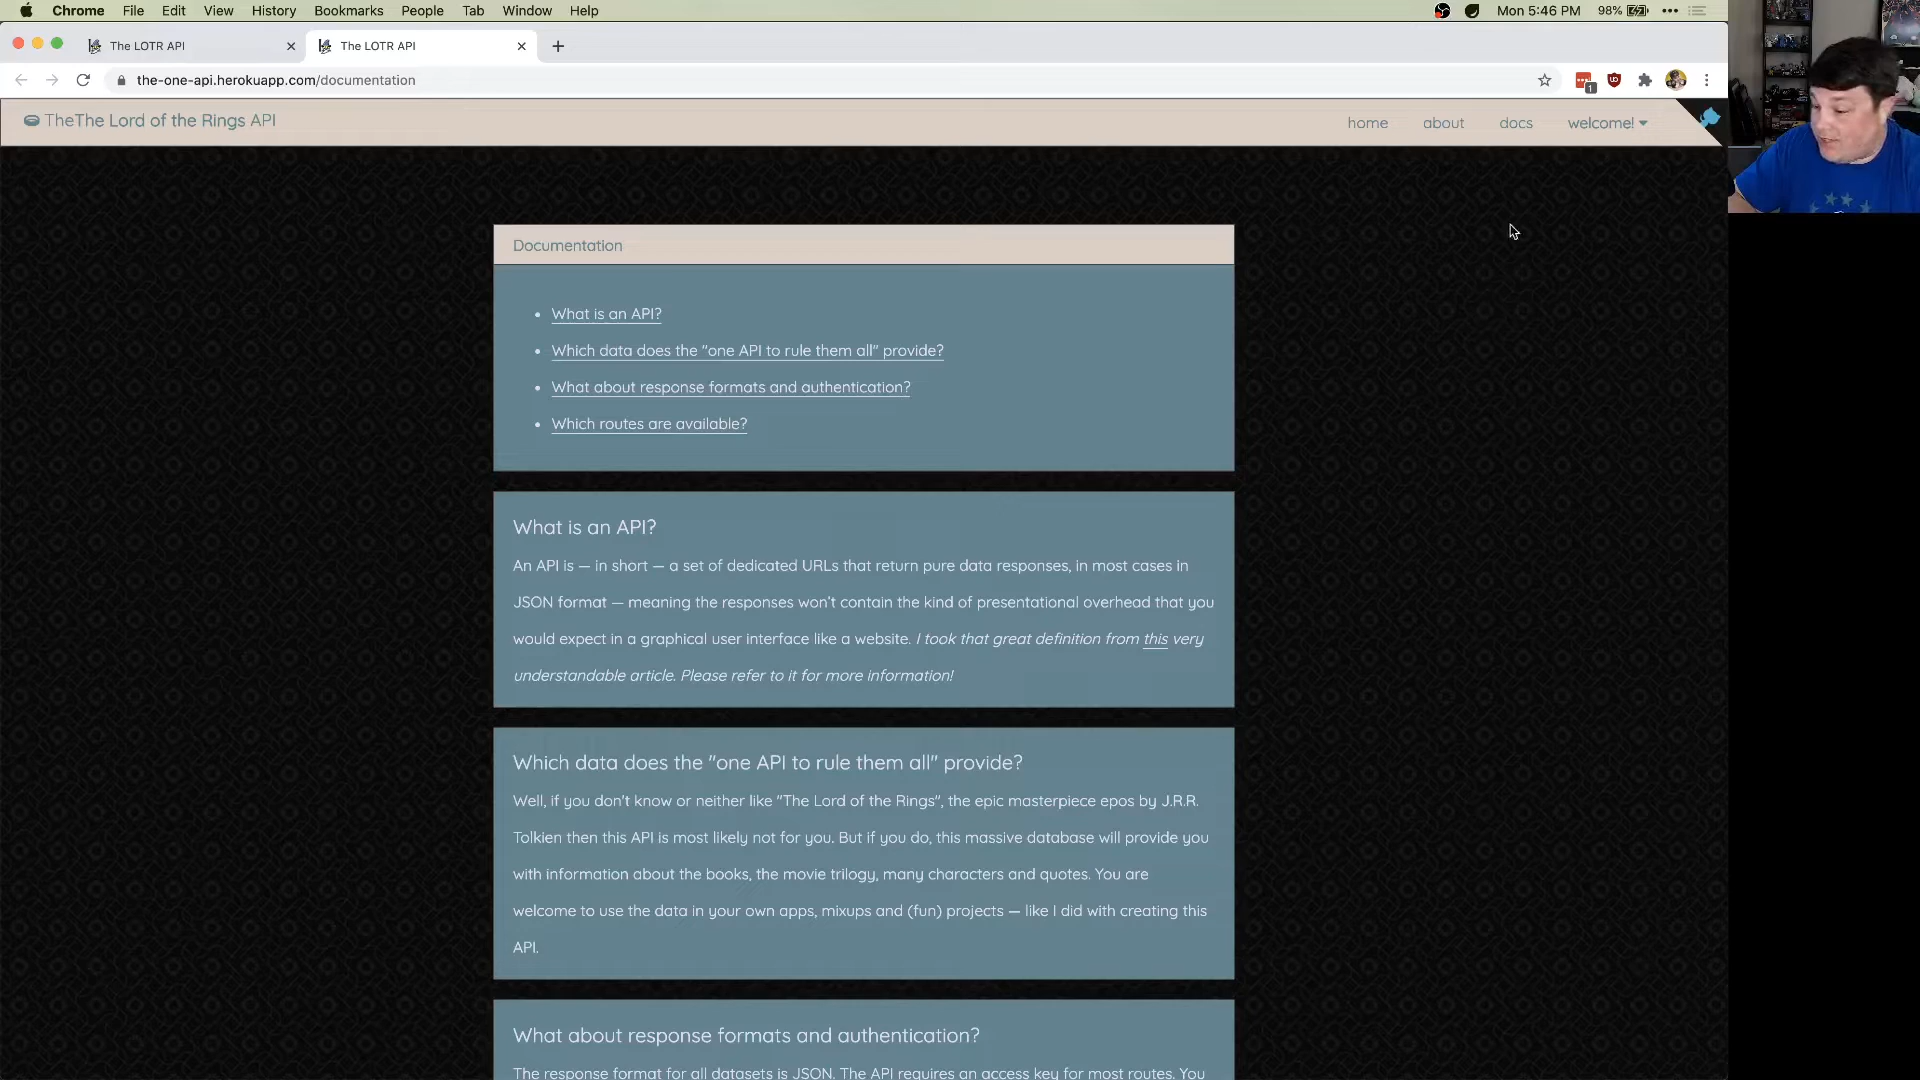 Chrome File Edit View History Bookmarks People Tab Window Help
Mon 5:46 PM 98%
The LOTR API
The LOTR API
the-one-api.herokuapp.com/documentation
1
TheThe Lord of the Rings API
home about docs welcome!
Documentation
What is an API?
Which data does the "one API to rule them all" provide?
What about response formats and authentication?
Which routes are available?
What is an API?
An API is — in short — a set of dedicated URLs that return pure data responses, in most cases in
JSON format — meaning the responses won't contain the kind of presentational overhead that you
would expect in a graphical user interface like a website. I took that great definition from this very
understandable article. Please refer to it for more information!
Which data does the "one API to rule them all" provide?
Well, if you don't know or neither like "The Lord of the Rings", the epic masterpiece epos by J.R.R.
Tolkien then this API is most likely not for you. But if you do, this massive database will provide you
with information about the books, the movie trilogy, many characters and quotes. You are
welcome to use the data in your own apps, mixups and (fun) projects — like I did with creating this
API.
What about response formats and authentication?
The response format for all datasets is JSON. The API requires an access key for most routes. You